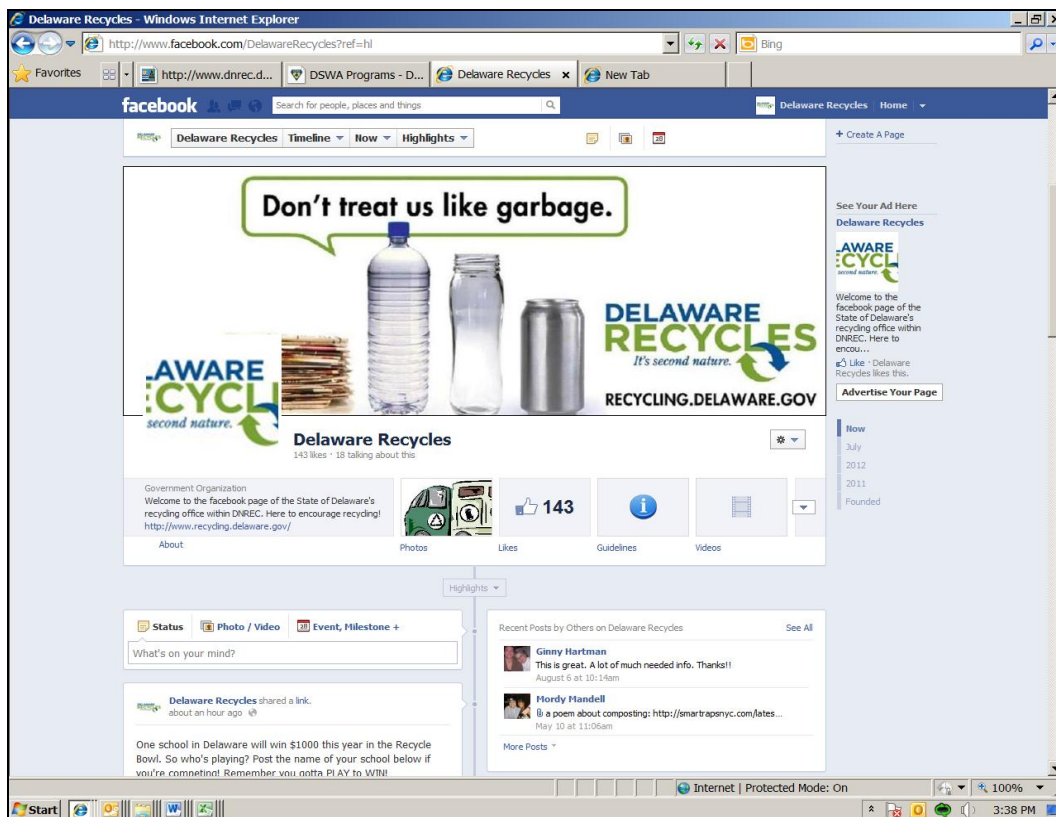 Delaware Recycles - Windows Internet Explorer
http://www.facebook.com/DelawareRecycles?ref=hl
Bing
Favorites
http://www.dnrec.d...
DSWA Programs - D...
Delaware Recycles
New Tab
facebook
Search for people, places and things
Delaware Recycles
Home
Delaware Recycles
Timeline
Now
Highlights
28
+ Create A Page
Don't treat us like garbage.
DELAWARE
RECYCLES
It's second nature.
RECYCLING.DELAWARE.GOV
AWARE
ECYCL
second nature.
Delaware Recycles
143 likes · 18 talking about this
Government Organization
Welcome to the facebook page of the State of Delaware's
recycling office within DNREC. Here to encourage recycling!
http://www.recycling.delaware.gov/
About
Photos
143
Likes
Guidelines
Videos
See Your Ad Here
Delaware Recycles
AWARE
ECYCL
second nature.
Welcome to the
facebook page of the
State of Delaware's
recycling office within
DNREC. Here to
encou...
Like · Delaware
Recycles likes this.
Advertise Your Page
Now
July
2012
2011
Founded
Highlights
Status
Photo / Video
28
Event, Milestone +
What's on your mind?
Delaware Recycles shared a link.
about an hour ago
One school in Delaware will win $1000 this year in the Recycle
Bowl. So who's playing? Post the name of your school below if
you're competing! Remember you gotta PLAY to WIN!
Recent Posts by Others on Delaware Recycles
See All
Ginny Hartman
This is great. A lot of much needed info. Thanks!!
August 6 at 10:14am
Mordy Mandell
a poem about composting: http://smartrapsnyc.com/lates...
May 10 at 11:06am
More Posts
Internet | Protected Mode: On
100%
Start
3:38 PM